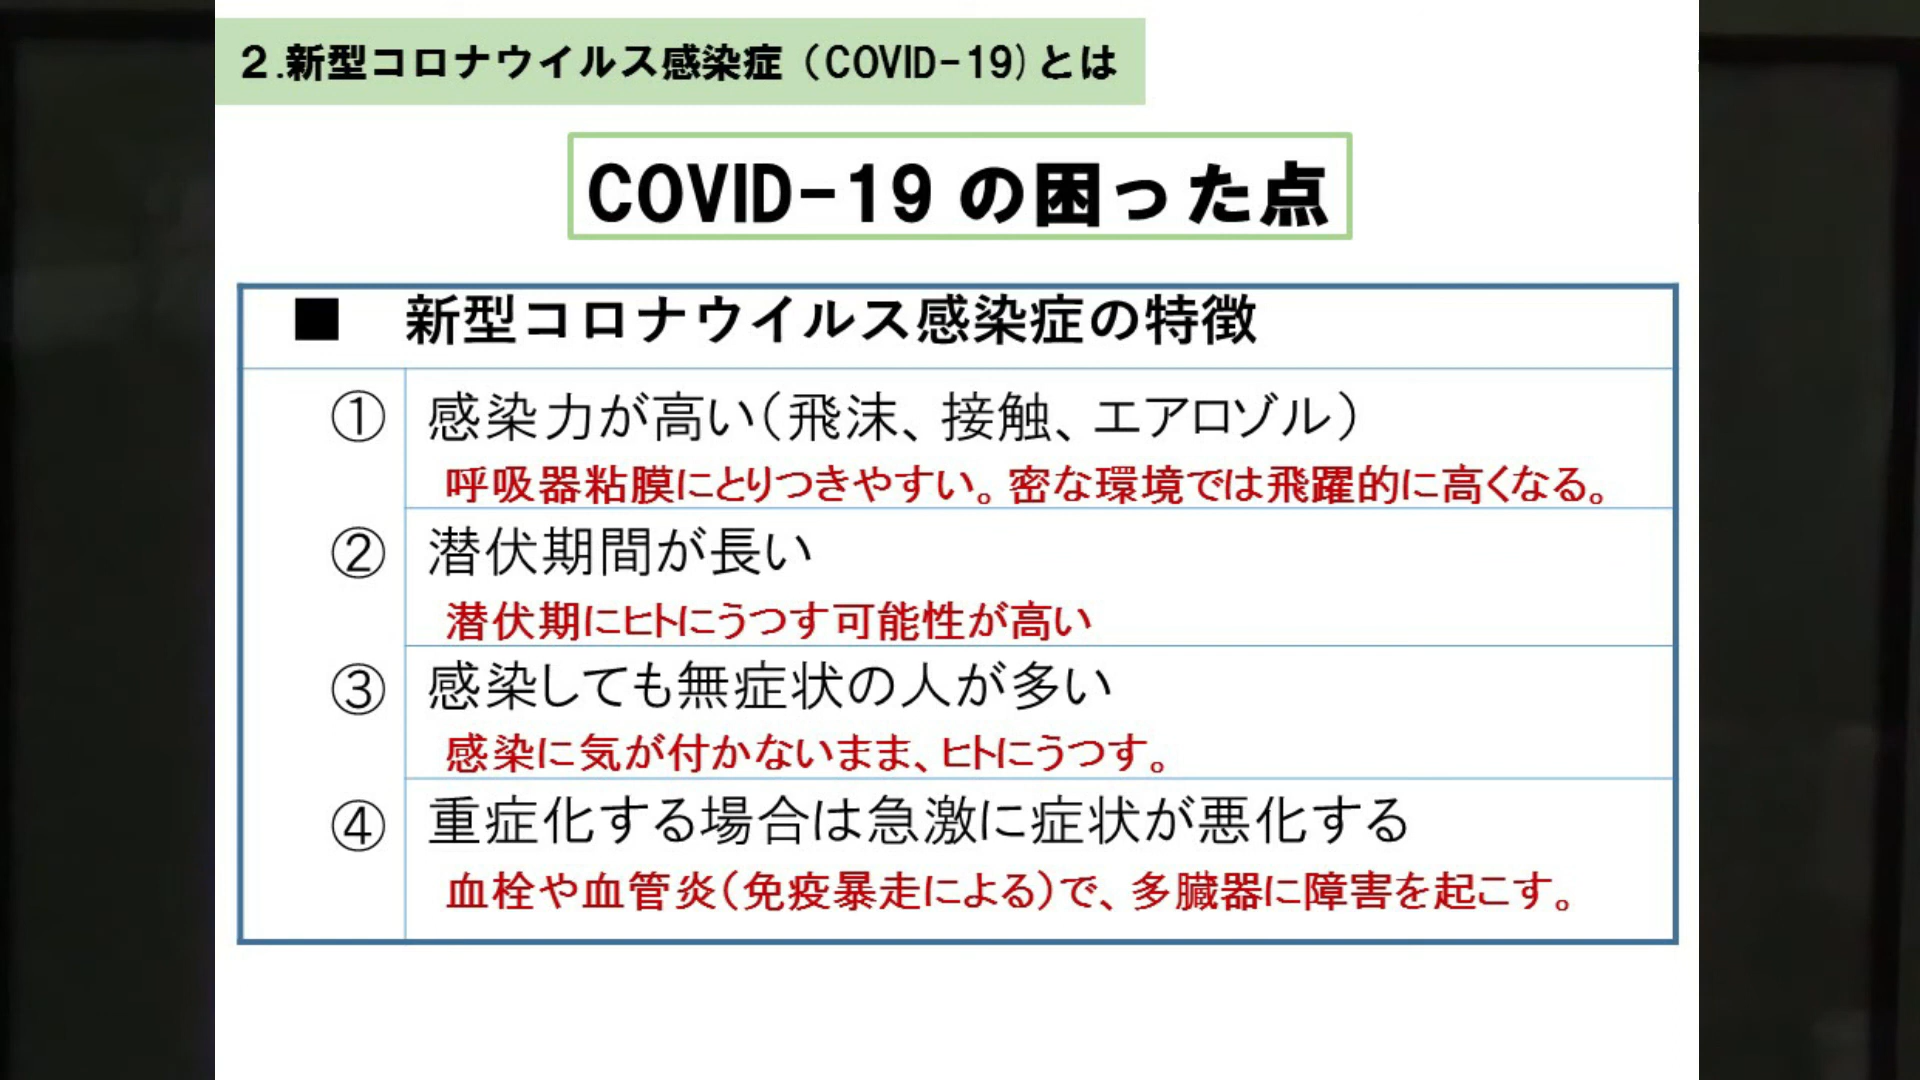 ２.新型コロナウイルス感染症（COVID-19)とは
COVID-19 の困った点
■ 新型コロナウイルス感染症の特徴
① 感染力が高い（飛沫、接触、エアロゾル）
呼吸器粘膜にとりつきやすい。密な環境では飛躍的に高くなる。
② 潜伏期間が長い
潜伏期にヒトにうつす可能性が高い
③ 感染しても無症状の人が多い
感染に気が付かないまま、ヒトにうつす。
④ 重症化する場合は急激に症状が悪化する
血栓や血管炎（免疫暴走による）で、多臓器に障害を起こす。